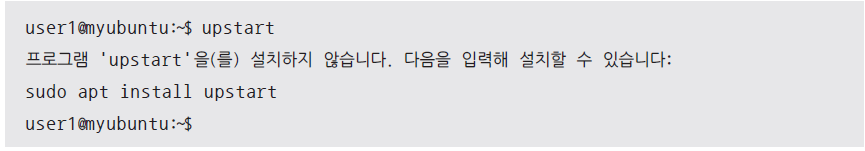 user1@myubuntu:~$ upstart
프로그램 'upstart'을(를) 설치하지 않습니다. 다음을 입력해 설치할 수 있습니다:
sudo apt install upstart
user1@myubuntu:~$